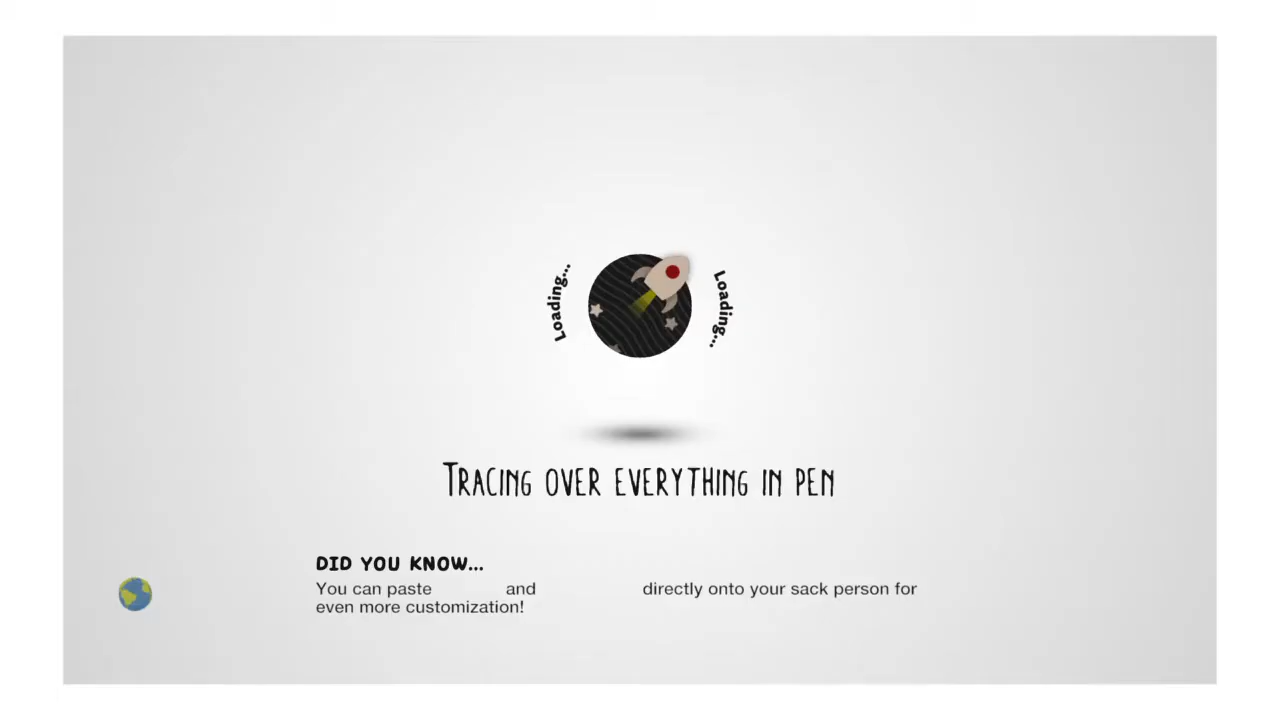 Loading...
Loading...
TRACING OVER EVERYTHING IN PEN
DID YOU KNOW...
You can paste and directly onto your sack person for
even more customization!